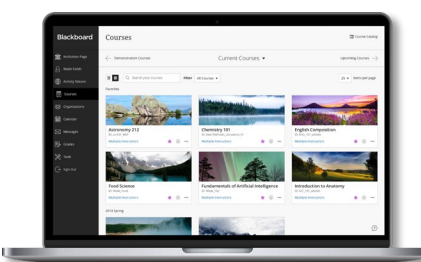 Blackboard
Courses
Course Catalog
Institution Page
Activity Stream
Courses
Organizations
Calendar
Messages
Grades
Tools
Sign Out
Current Courses
Upcoming Courses
Search your courses
Filters
All Courses
25
items per page
Favorites
Astronomy 212
Multiple Instructors
Chemistry 101
Multiple Instructors
English Composition
Multiple Instructors
Food Science
Multiple Instructors
Fundamentals of Artificial Intelligence
Multiple Instructors
Introduction to Anatomy
Multiple Instructors
2019 Spring